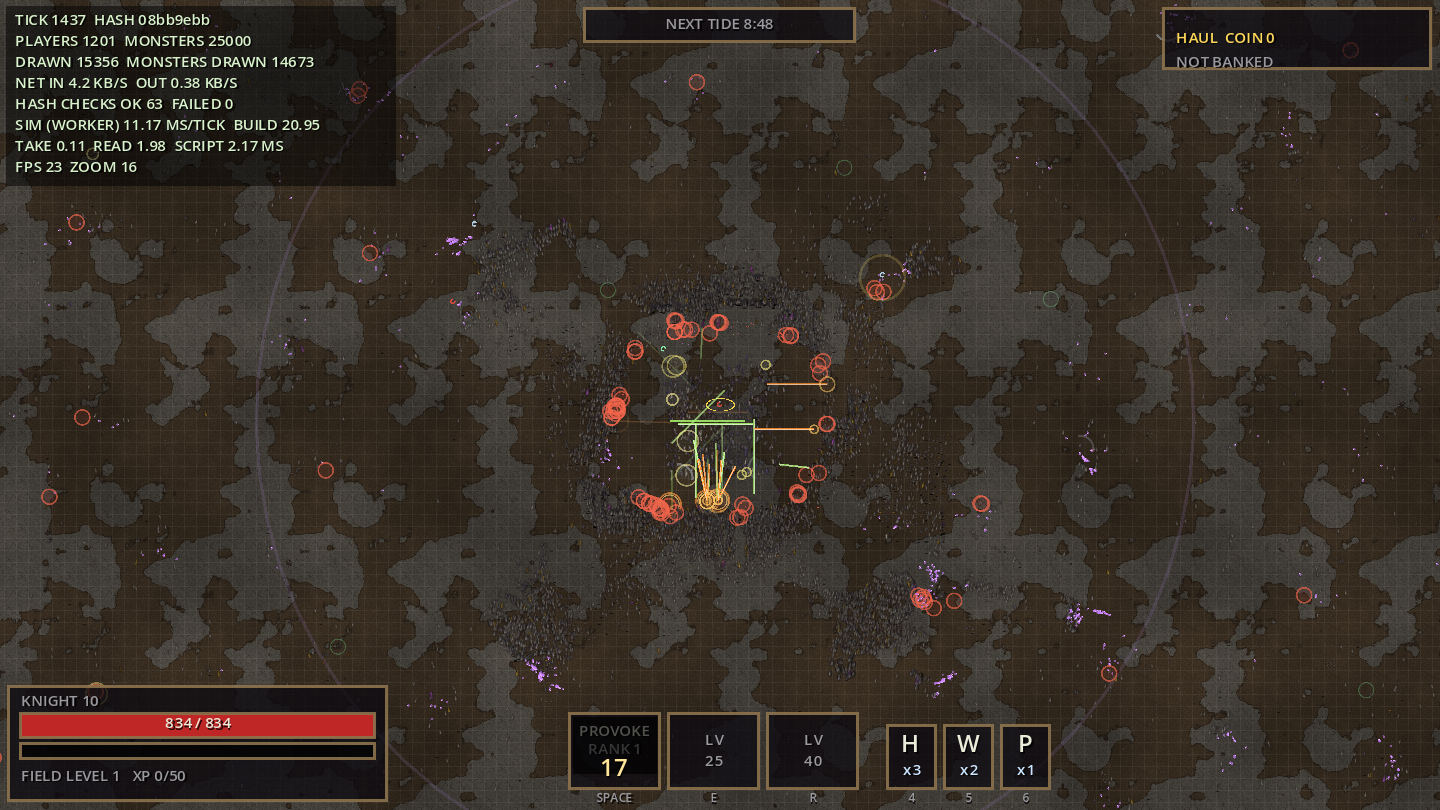 TICK 1437 HASH 08bb9ebb
PLAYERS 1201 MONSTERS 25000
DRAWN 15356 MONSTERS DRAWN 14673
NET IN 4.2 KB/S OUT 0.38 KB/S
HASH CHECKS OK 63 FAILED 0
SIM (WORKER) 11.17 MS/TICK BUILD 20.95
TAKE 0.11 READ 1.98 SCRIPT 2.17 MS
FPS 23 ZOOM 16
NEXT TIDE 8:48
HAUL COIN 0
NOT BANKED
KNIGHT 10
834 / 834
FIELD LEVEL 1 XP 0/50
PROVOKE
RANK 1
17
SPACE
LV
25
E
LV
40
R
H
x3
4
W
x2
5
P
x1
6